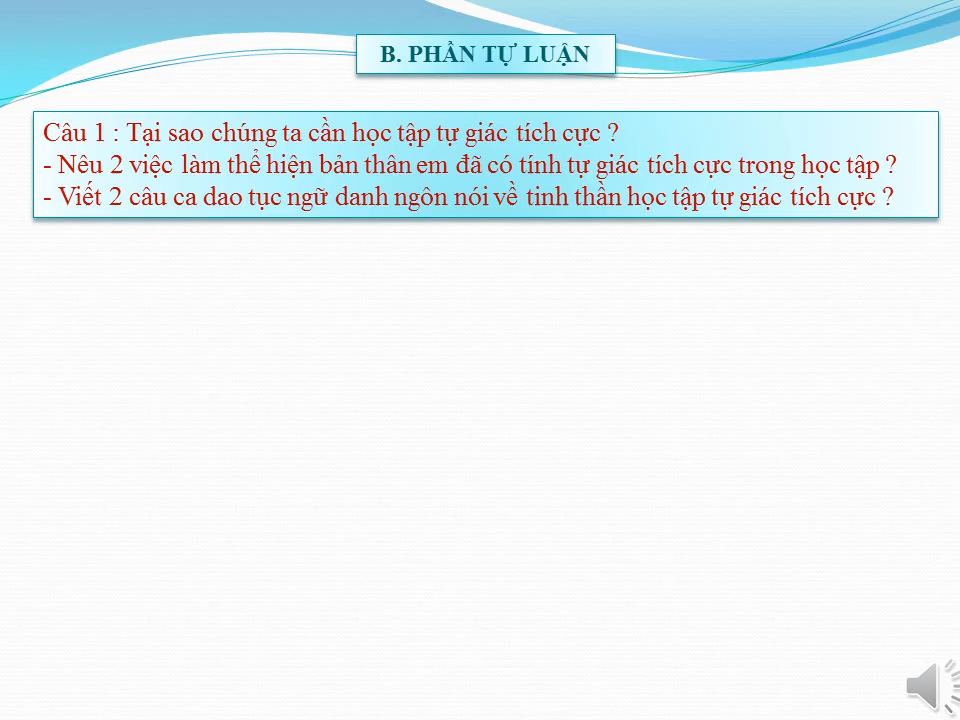 B. PHẦN TỰ LUẬN
Câu 1 : Tại sao chúng ta cần học tập tự giác tích cực ?
- Nêu 2 việc làm thể hiện bản thân em đã có tính tự giác tích cực trong học tập ?
- Viết 2 câu ca dao tục ngữ danh ngôn nói về tinh thần học tập tự giác tích cực ?